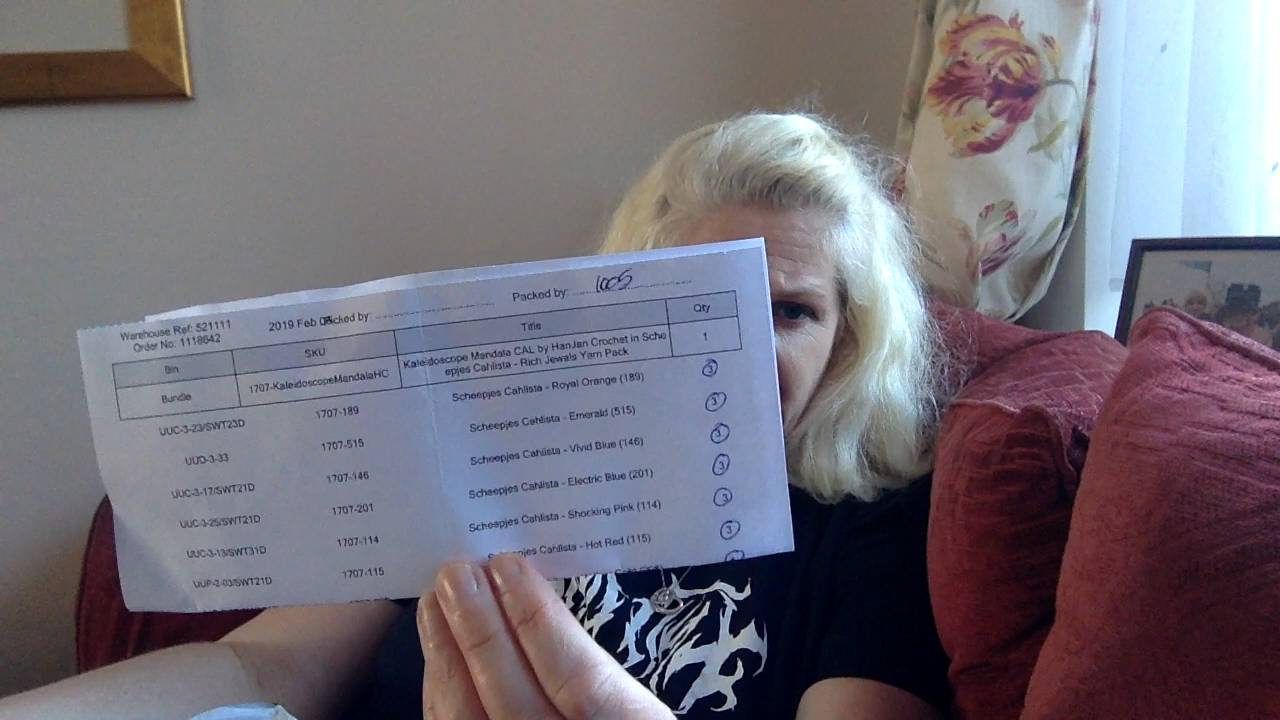 Warehouse Ref: 521111
Order No: 1118642
2019 Feb
Packed by:
Packed by: 1005
Bin SKU Title Qty
Bundle 1707-KaleidoscopeMandalaHC Kaleidoscope Mandala CAL by HanJan Crochet in Sche 1
epjes Cahlista - Rich Jewels Yarn Pack
UUC-3-23/SWT23D 1707-189 Scheepjes Cahlista - Royal Orange (189) 3
UUD-3-33 1707-515 Scheepjes Cahlista - Emerald (515) 3
UUC-3-17/SWT21D 1707-146 Scheepjes Cahlista - Vivid Blue (146) 3
UUC-3-25/SWT21D 1707-201 Scheepjes Cahlista - Electric Blue (201) 3
UUC-3-13/SWT31D 1707-114 Scheepjes Cahlista - Shocking Pink (114) 3
UUP-2-03/SWT21D 1707-115 Scheepjes Cahlista - Hot Red (115) 3